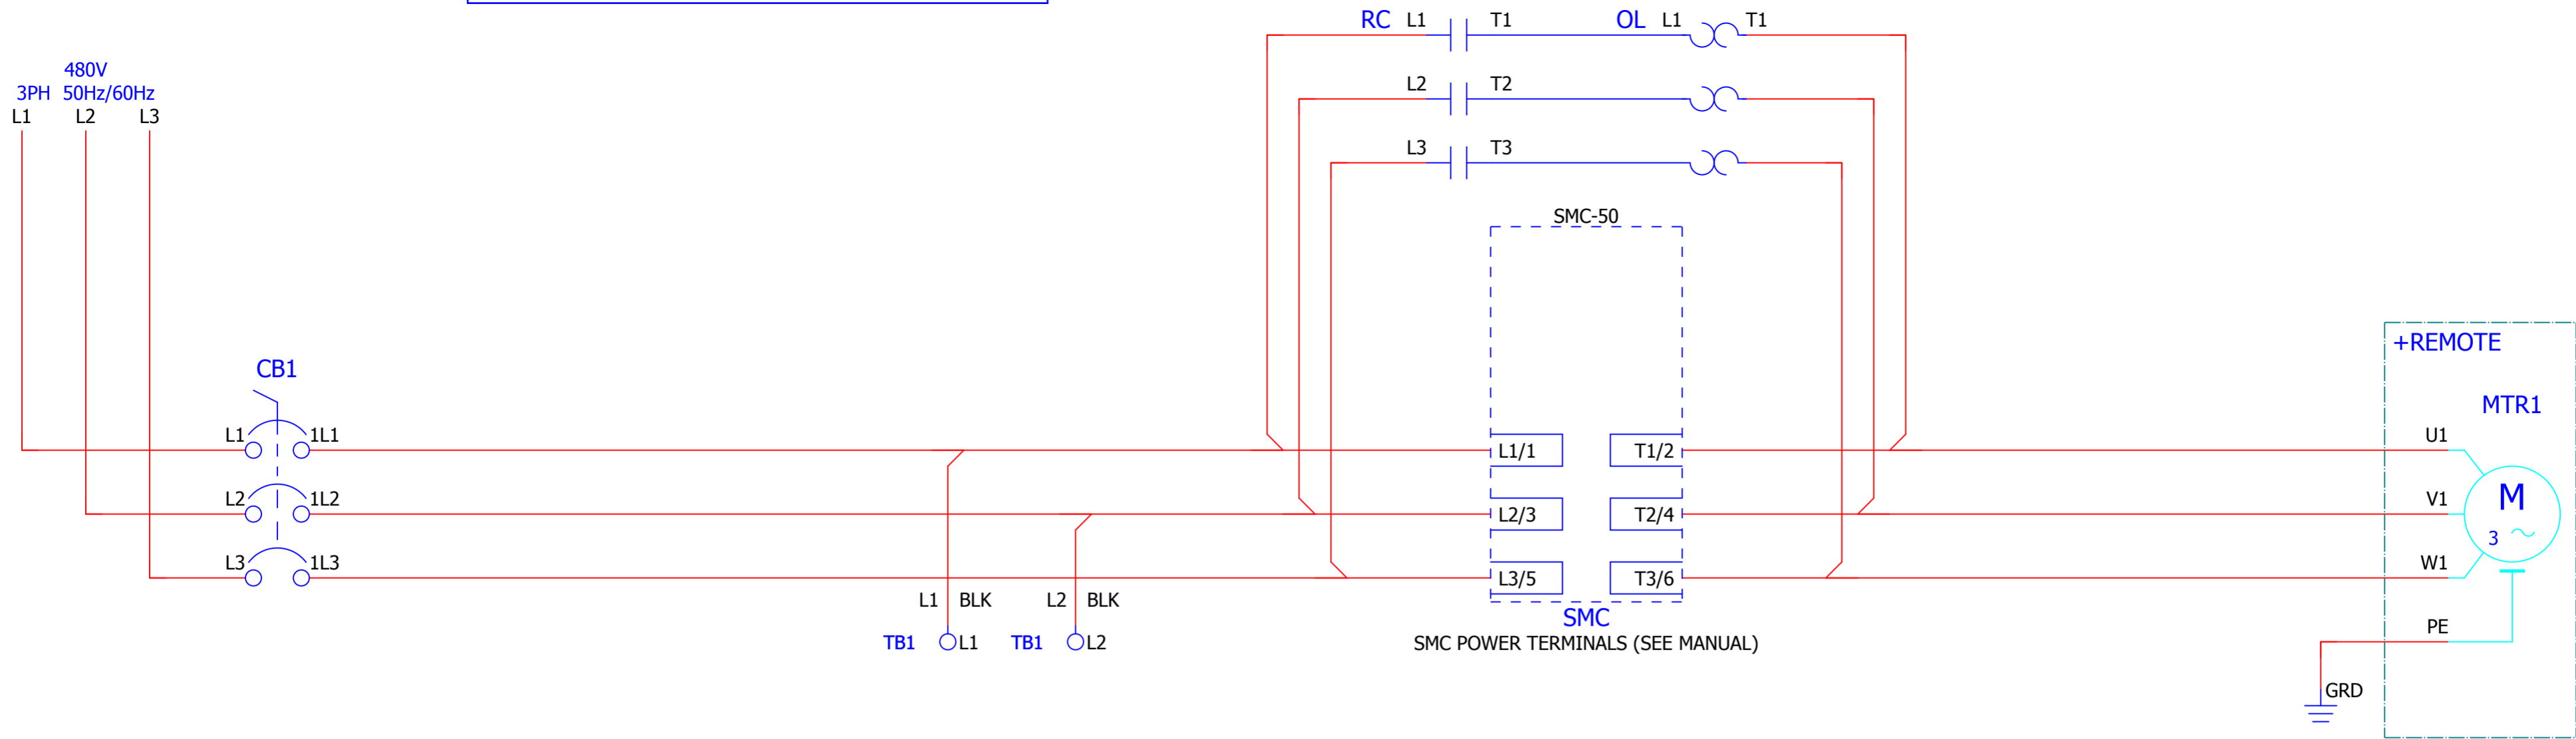 RC L1 T1 OL L1 T1
L2 T2
L3 T3
480V
3PH 50Hz/60Hz
L1 L2 L3
SMC-50
CB1
L1 1L1
L2 1L2
L3 1L3
L1/1 T1/2
L2/3 T2/4
L3/5 T3/6
SMC
SMC POWER TERMINALS (SEE MANUAL)
L1 BLK L2 BLK
TB1 L1 TB1 L2
+REMOTE
MTR1
U1
V1
W1
PE
M
3 ~
GRD